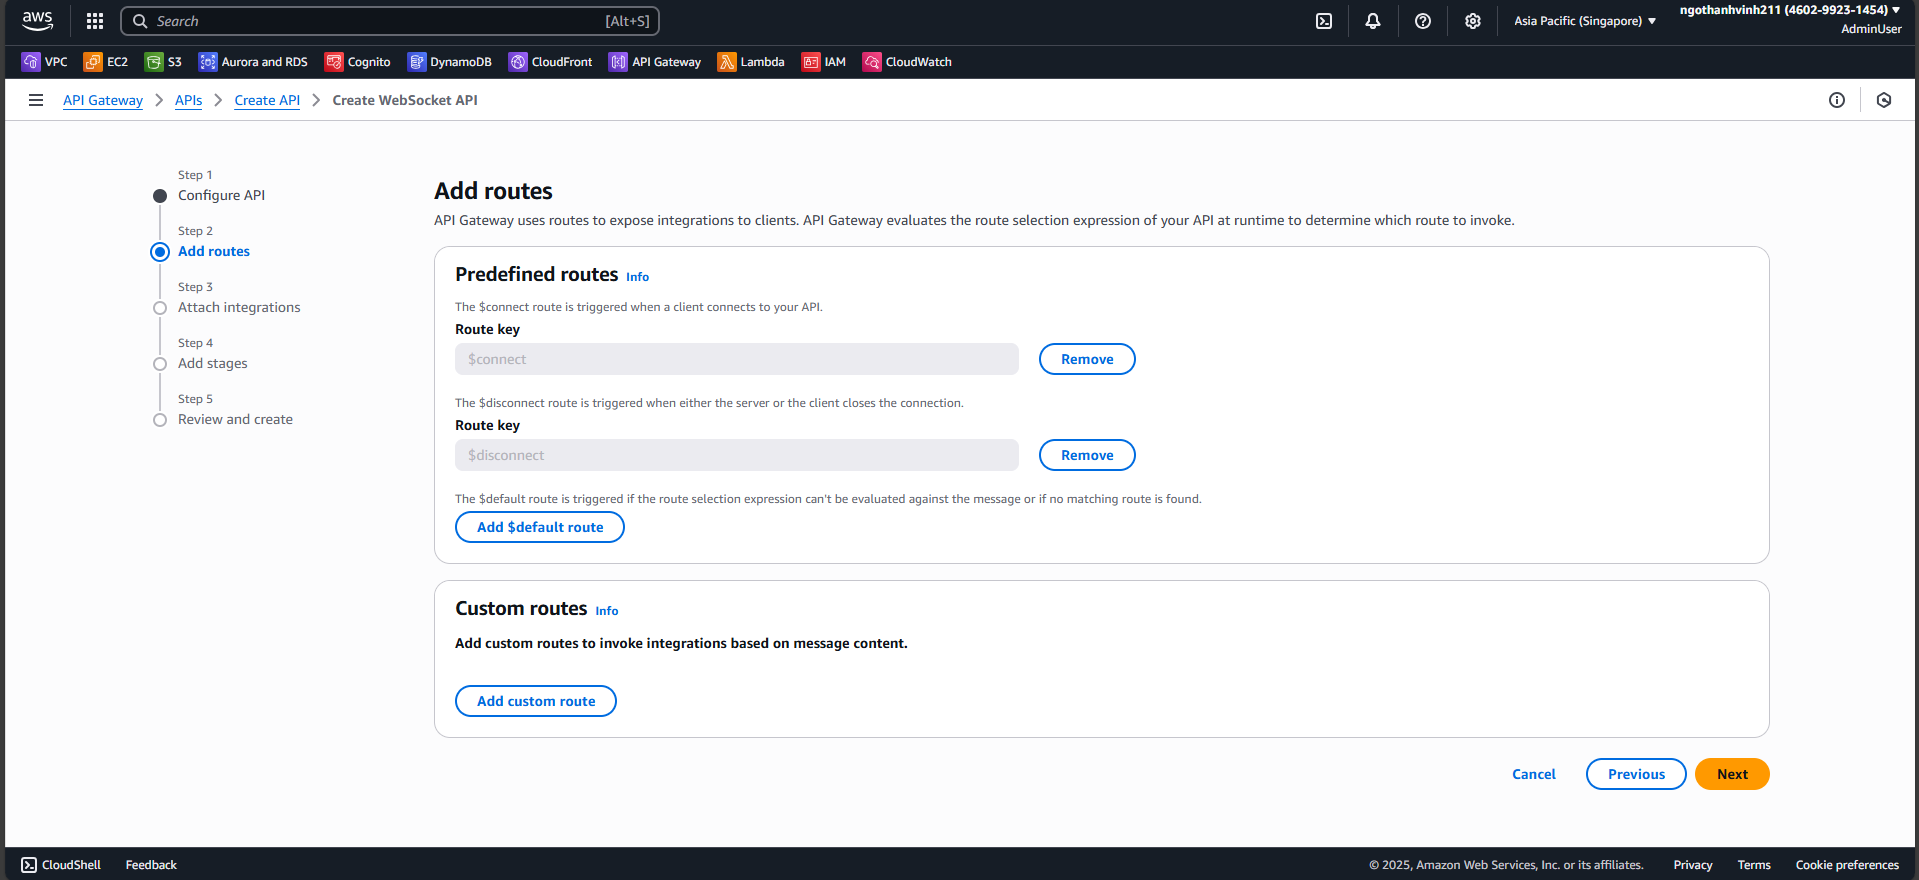 aws
Search [Alt+S]
Asia Pacific (Singapore)
ngothanhvinh211 (4602-9923-1454)
AdminUser
VPC EC2 S3 Aurora and RDS Cognito DynamoDB CloudFront API Gateway Lambda IAM CloudWatch
API Gateway APIs Create API Create WebSocket API
Step 1
Configure API
Step 2
Add routes
Step 3
Attach integrations
Step 4
Add stages
Step 5
Review and create
Add routes
API Gateway uses routes to expose integrations to clients. API Gateway evaluates the route selection expression of your API at runtime to determine which route to invoke.
Predefined routes Info
The $connect route is triggered when a client connects to your API.
Route key
$connect Remove
The $disconnect route is triggered when either the server or the client closes the connection.
Route key
$disconnect Remove
The $default route is triggered if the route selection expression can't be evaluated against the message or if no matching route is found.
Add $default route
Custom routes Info
Add custom routes to invoke integrations based on message content.
Add custom route
Cancel Previous Next
CloudShell Feedback © 2025, Amazon Web Services, Inc. or its affiliates. Privacy Terms Cookie preferences